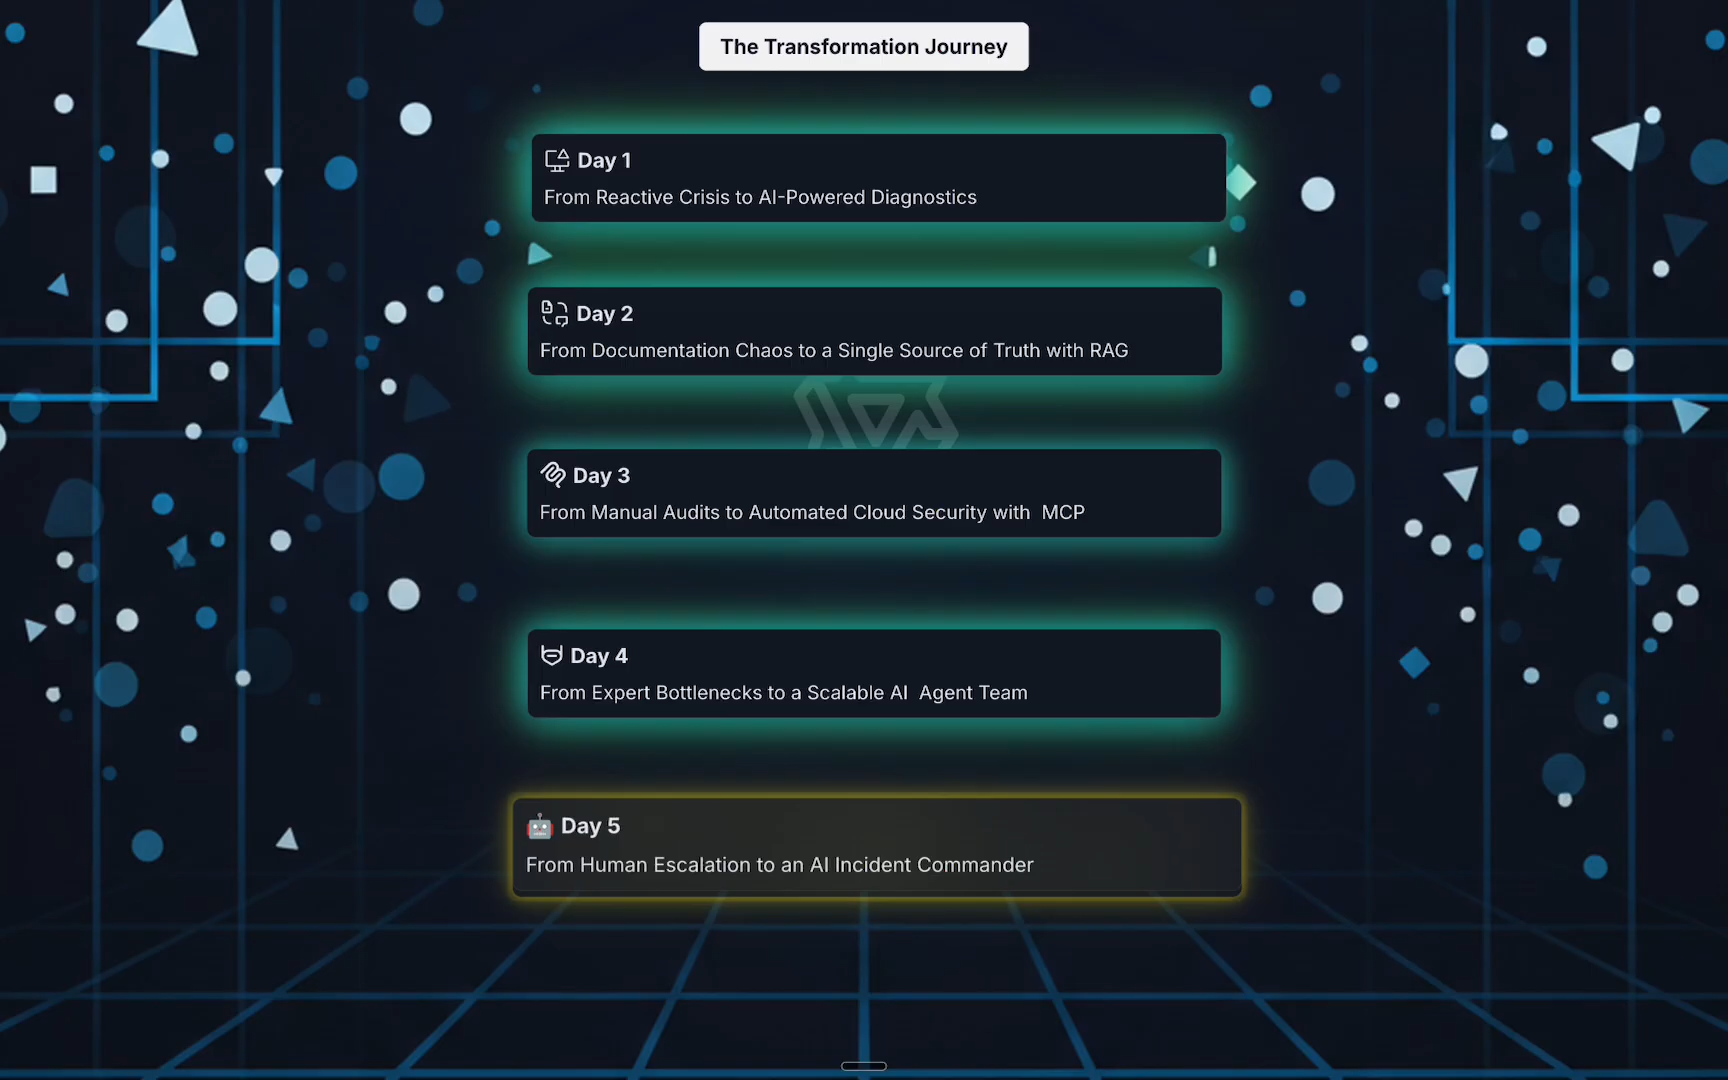 The Transformation Journey
Day 1
From Reactive Crisis to AI-Powered Diagnostics
Day 2
From Documentation Chaos to a Single Source of Truth with RAG
Day 3
From Manual Audits to Automated Cloud Security with  MCP
Day 4
From Expert Bottlenecks to a Scalable AI  Agent Team
Day 5
From Human Escalation to an AI Incident Commander